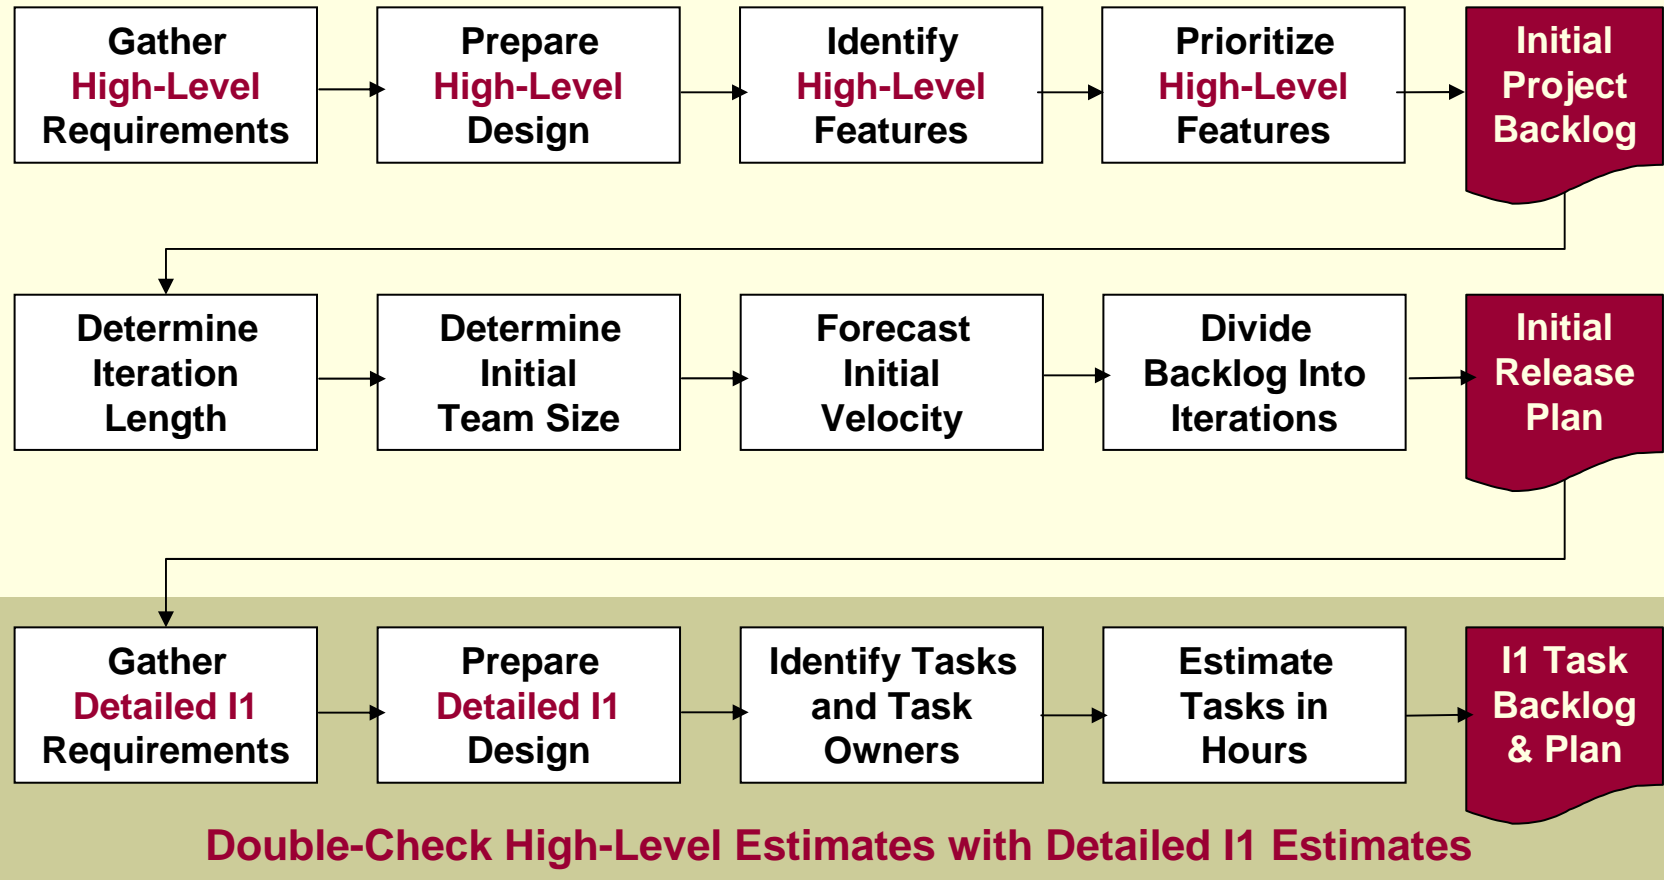 Gather
High-Level
Requirements
Prepare
High-Level
Design
Identify
High-Level
Features
Prioritize
High-Level
Features
Initial
Project
Backlog
Determine
Iteration
Length
Determine
Initial
Team Size
Forecast
Initial
Velocity
Divide
Backlog Into
Iterations
Initial
Release
Plan
Gather
Detailed I1
Requirements
Prepare
Detailed I1
Design
Identify Tasks
and Task
Owners
Estimate
Tasks in
Hours
I1 Task
Backlog
& Plan
Double-Check High-Level Estimates with Detailed I1 Estimates